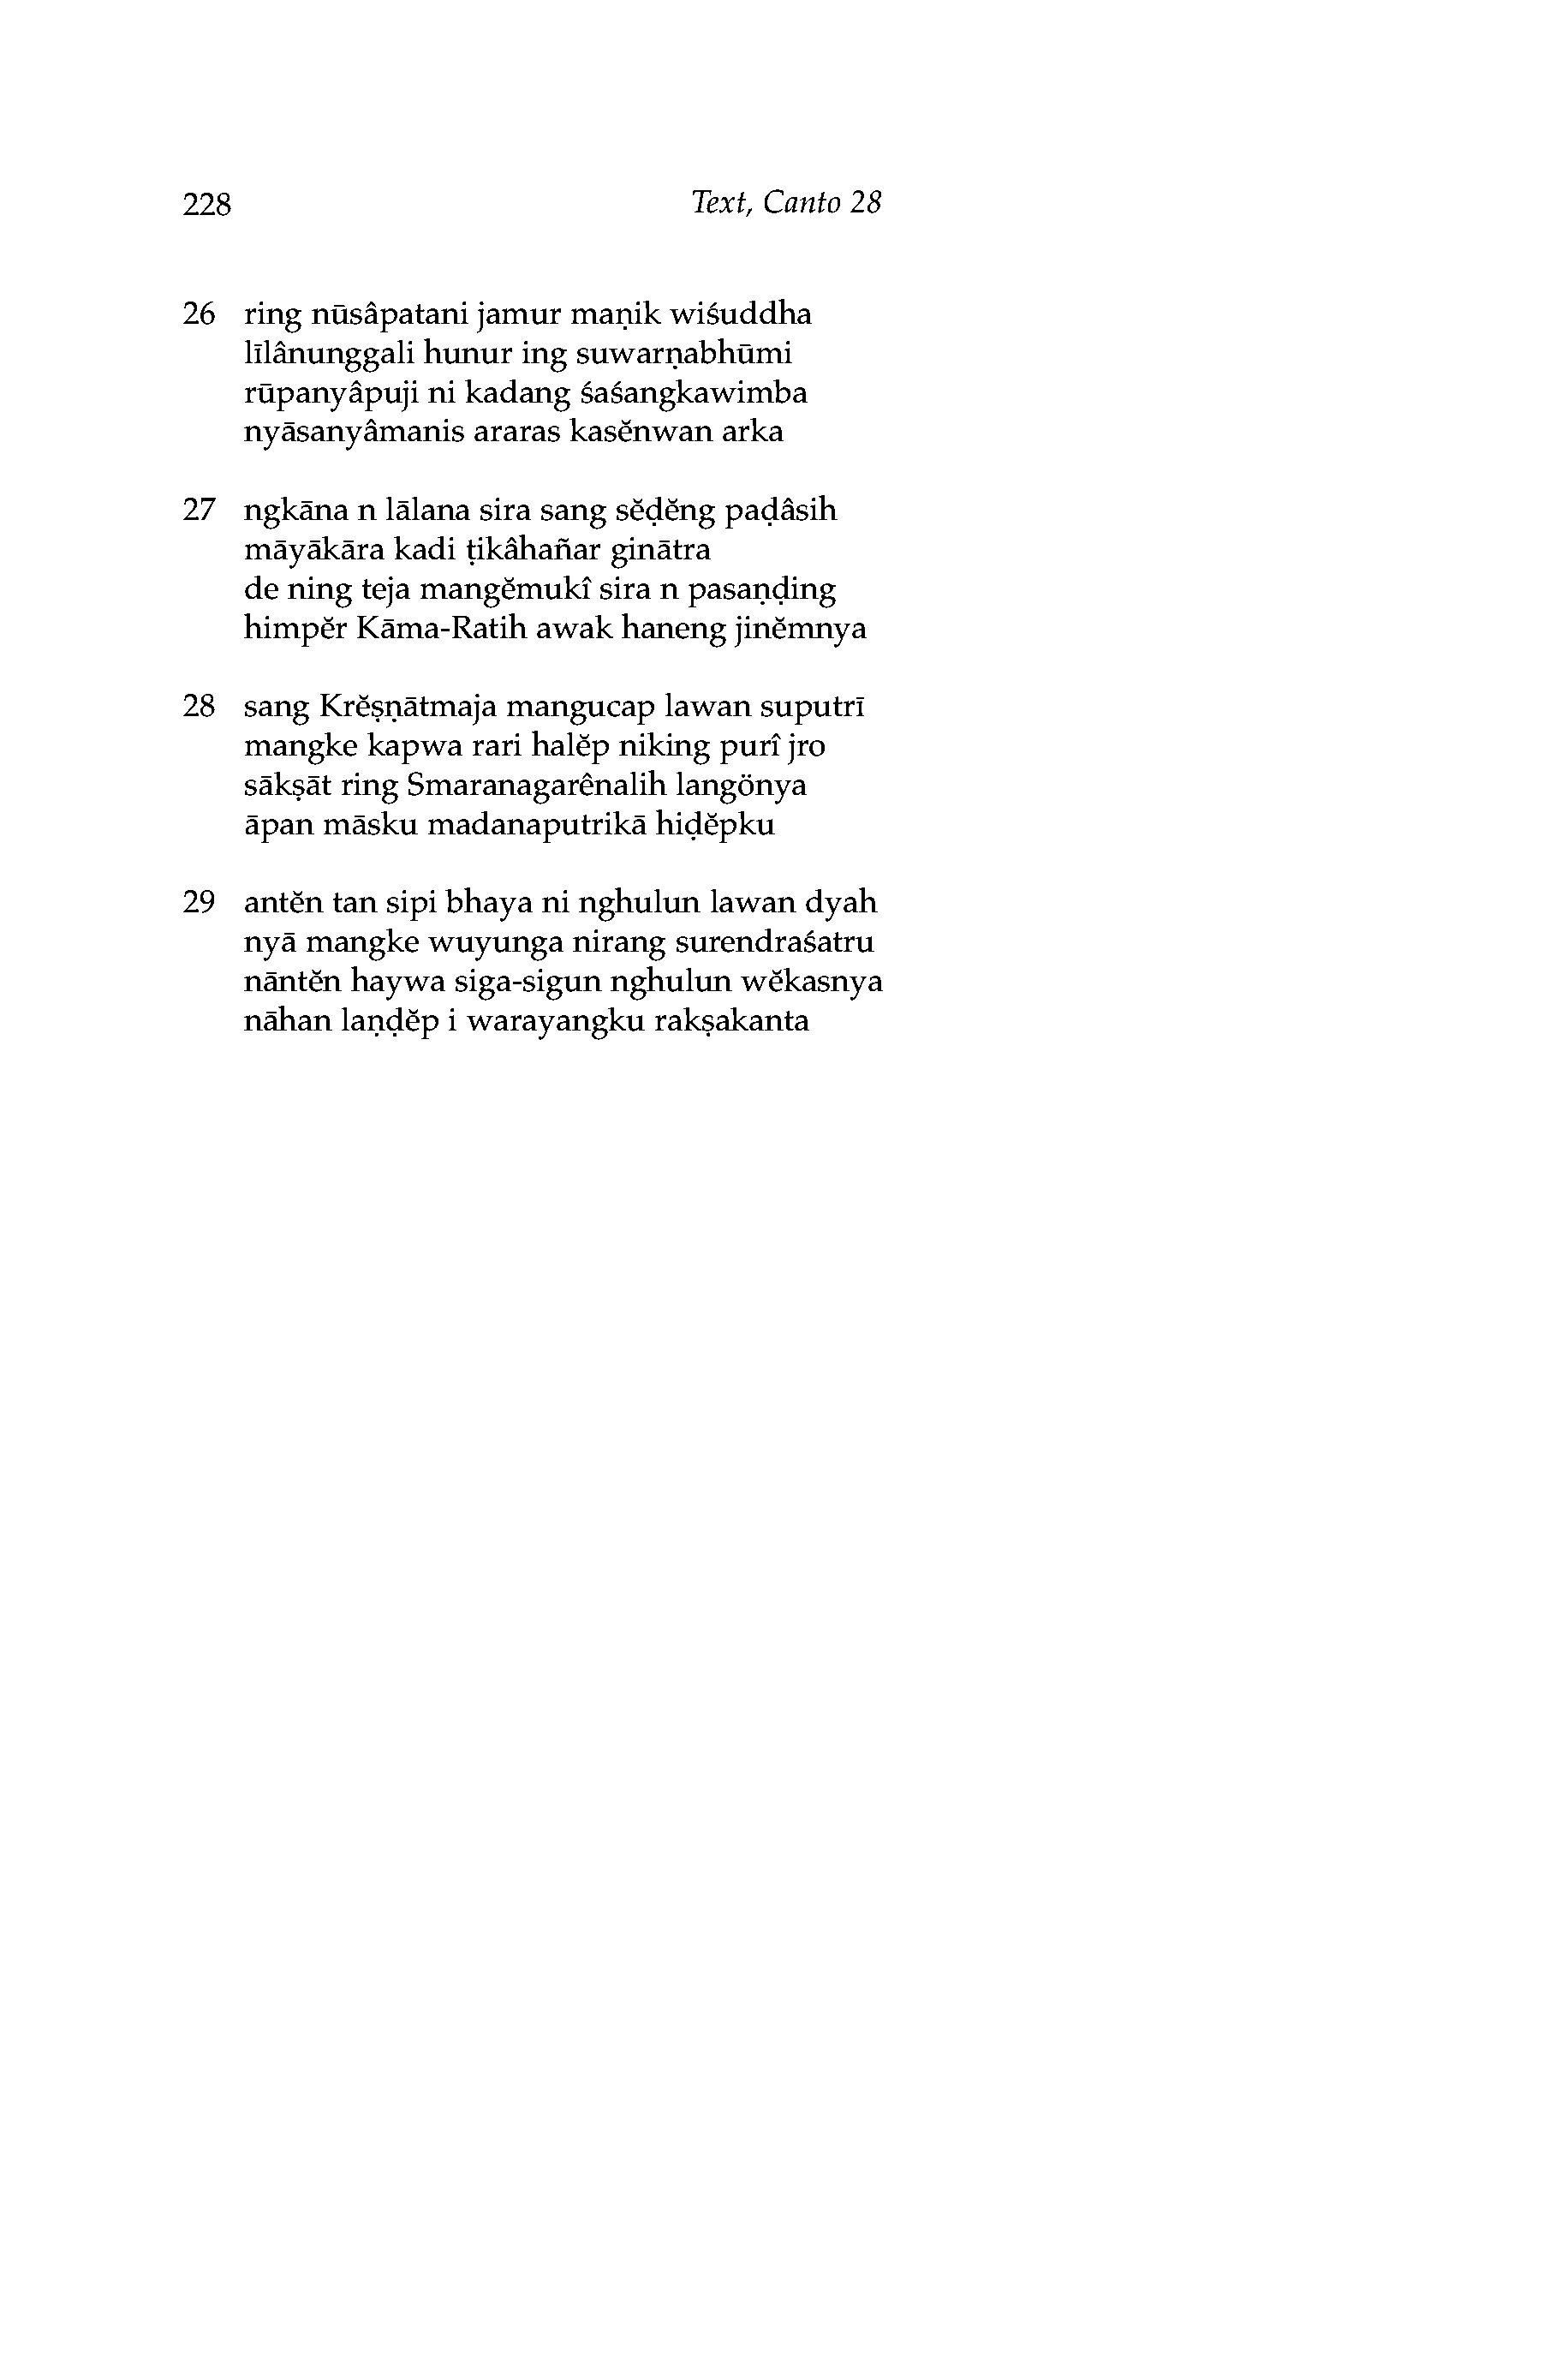 228 Text, Canto 28
26 ring nūsâpatani jamur maṇik wiśuddha
līlânunggali hunur ing suwarṇabhūmi
rūpanyâpuji ni kadang śaśangkawimba
nyāsanyâmanis araras kasĕnwan arka
27 ngkāna n lālana sira sang sĕḍĕng paḍâsih
māyākāra kadi ṭikâhañar ginātra
de ning teja mangĕmukî sira n pasaṇḍing
himpĕr Kāma-Ratih awak haneng jinĕmnya
28 sang Krĕṣṇātmaja mangucap lawan suputrī
mangke kapwa rari halĕp niking purî jro
sākṣāt ring Smaranagarênalih langönya
āpan māsku madanaputrikā hiḍĕpku
29 antĕn tan sipi bhaya ni nghulun lawan dyah
nyā mangke wuyunga nirang surendraśatru
nāntĕn haywa siga-sigun nghulun wĕkasnya
nāhan laṇḍĕp i warayangku rakṣakanta